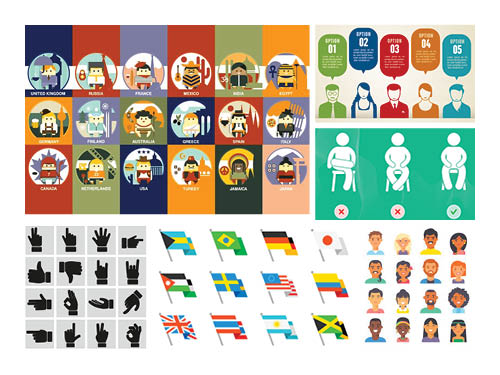 UNITED KINGDOM
RUSSIA
FRANCE
MEXICO
INDIA
EGYPT
GERMANY
FINLAND
AUSTRALIA
GREECE
SPAIN
ITALY
CANADA
NETHERLANDS
USA
TURKEY
JAMAICA
JAPAN
OPTION
01
OPTION
02
OPTION
03
OPTION
04
OPTION
05